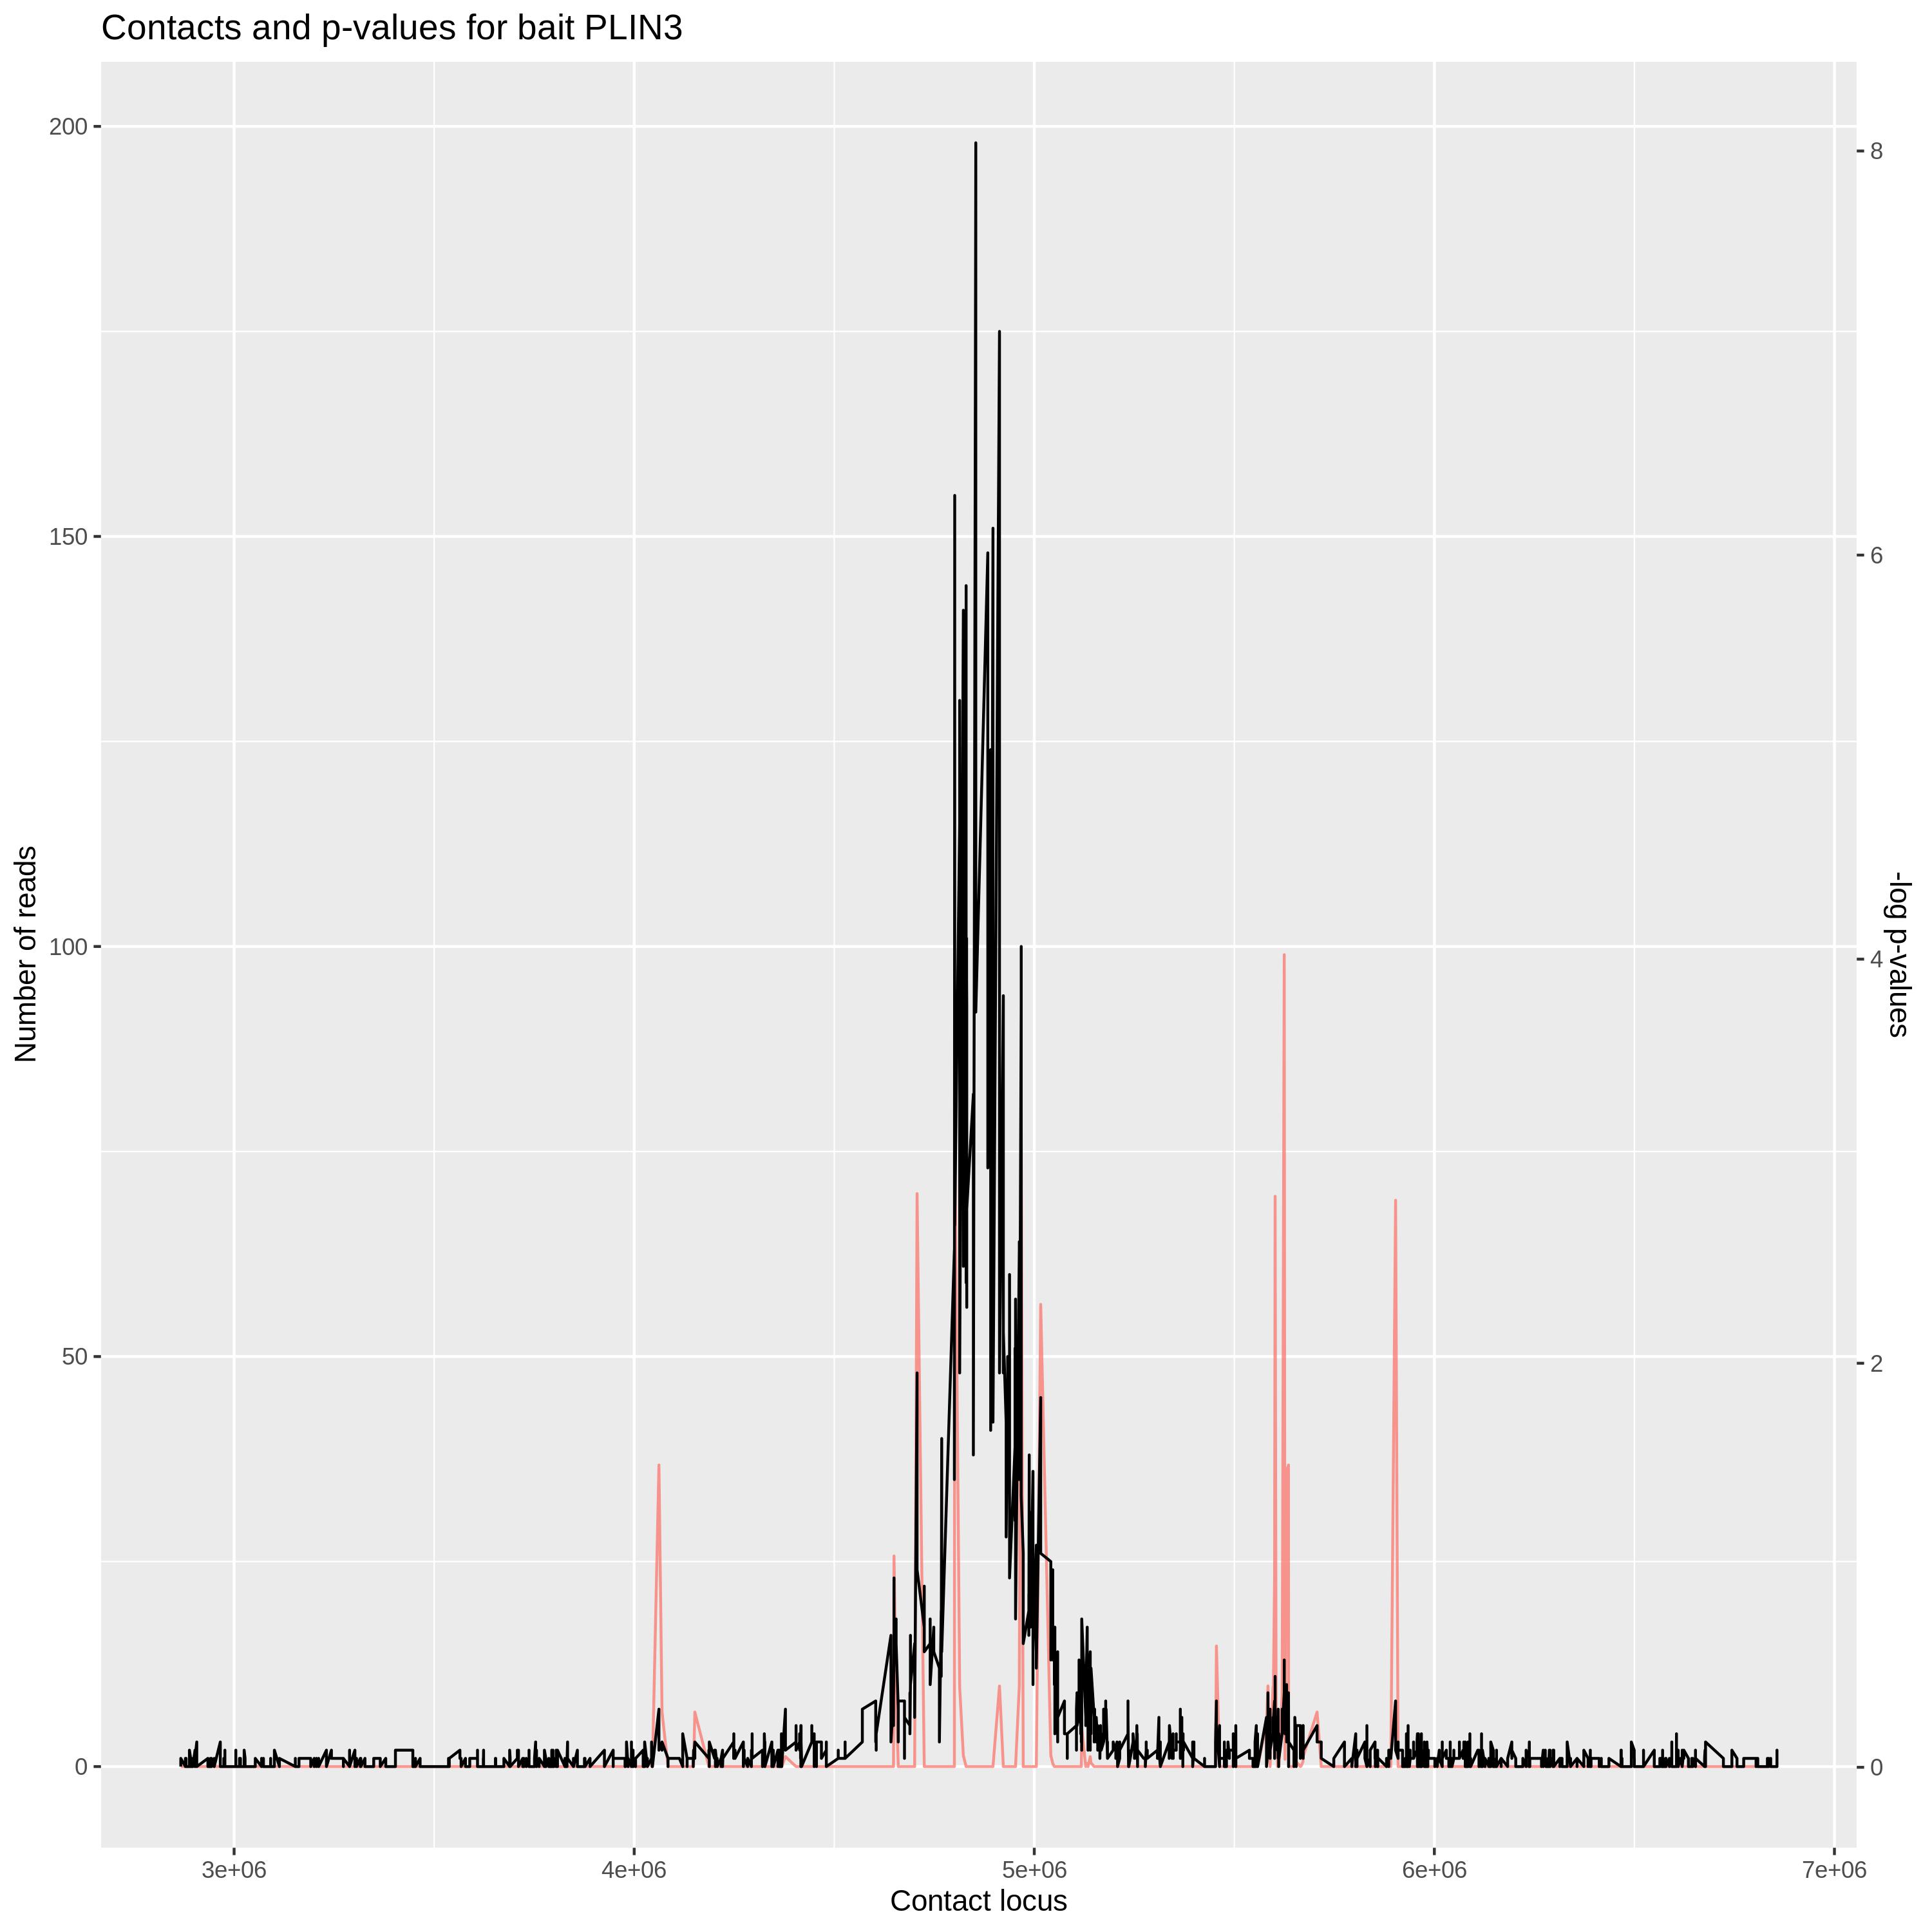 Contacts and p-values for bait PLIN3
200
150
100
50
0
Number of reads
8
6
4
2
0
-log p-values
3e+06
4e+06
5e+06
6e+06
7e+06
Contact locus